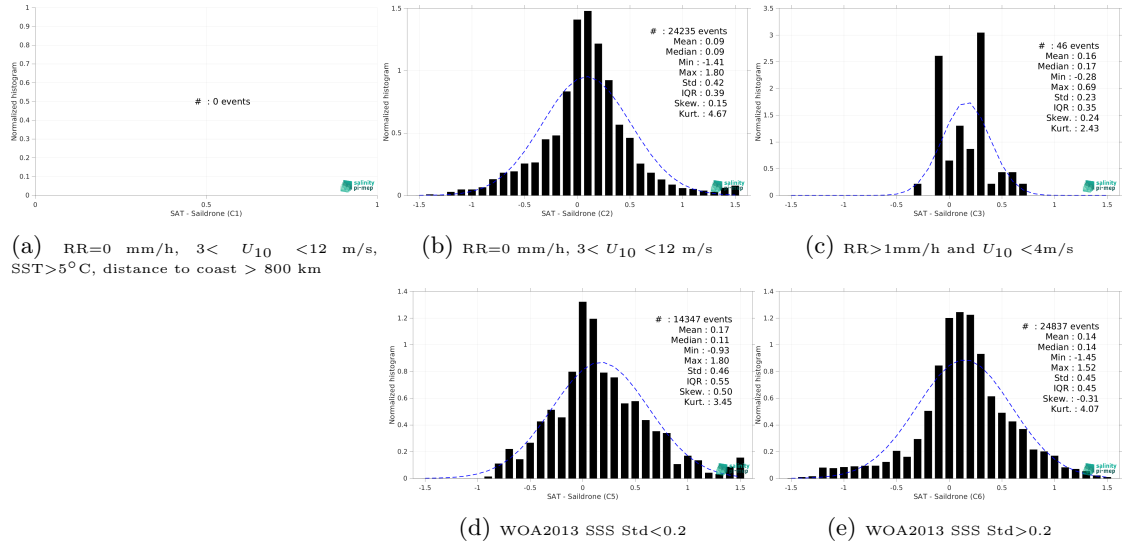 1
0.9
0.8
0.7
0.6
0.5
0.4
0.3
0.2
0.1
0
Normalized histogram
# : 0 events
salinity
pi-mep
0 0.5 1
SAT - Saildrone (C1)
(a) RR=0 mm/h, 3< U10 <12 m/s,
SST>5°C, distance to coast > 800 km
1.5
1
0.5
0
Normalized histogram
# : 24235 events
Mean : 0.09
Median : 0.09
Min : -1.41
Max : 1.80
Std : 0.42
IQR : 0.39
Skew. : 0.15
Kurt. : 4.67
salinity
pi-mep
-1.5 -1 -0.5 0 0.5 1 1.5
SAT - Saildrone (C2)
(b) RR=0 mm/h, 3< U10 <12 m/s
3.5
3
2.5
2
1.5
1
0.5
0
Normalized histogram
# : 46 events
Mean : 0.16
Median : 0.17
Min : -0.28
Max : 0.69
Std : 0.23
IQR : 0.35
Skew. : 0.24
Kurt. : 2.43
salinity
pi-mep
-1.5 -1 -0.5 0 0.5 1 1.5
SAT - Saildrone (C3)
(c) RR>1mm/h and U10 <4m/s
1.4
1.2
1
0.8
0.6
0.4
0.2
0
Normalized histogram
# : 14347 events
Mean : 0.17
Median : 0.11
Min : -0.93
Max : 1.80
Std : 0.46
IQR : 0.55
Skew. : 0.50
Kurt. : 3.45
salinity
pi-mep
-1.5 -1 -0.5 0 0.5 1 1.5
SAT - Saildrone (C5)
(d) WOA2013 SSS Std<0.2
1.4
1.2
1
0.8
0.6
0.4
0.2
0
Normalized histogram
# : 24837 events
Mean : 0.14
Median : 0.14
Min : -1.45
Max : 1.52
Std : 0.45
IQR : 0.45
Skew. : -0.31
Kurt. : 4.07
salinity
pi-mep
-1.5 -1 -0.5 0 0.5 1 1.5
SAT - Saildrone (C6)
(e) WOA2013 SSS Std>0.2